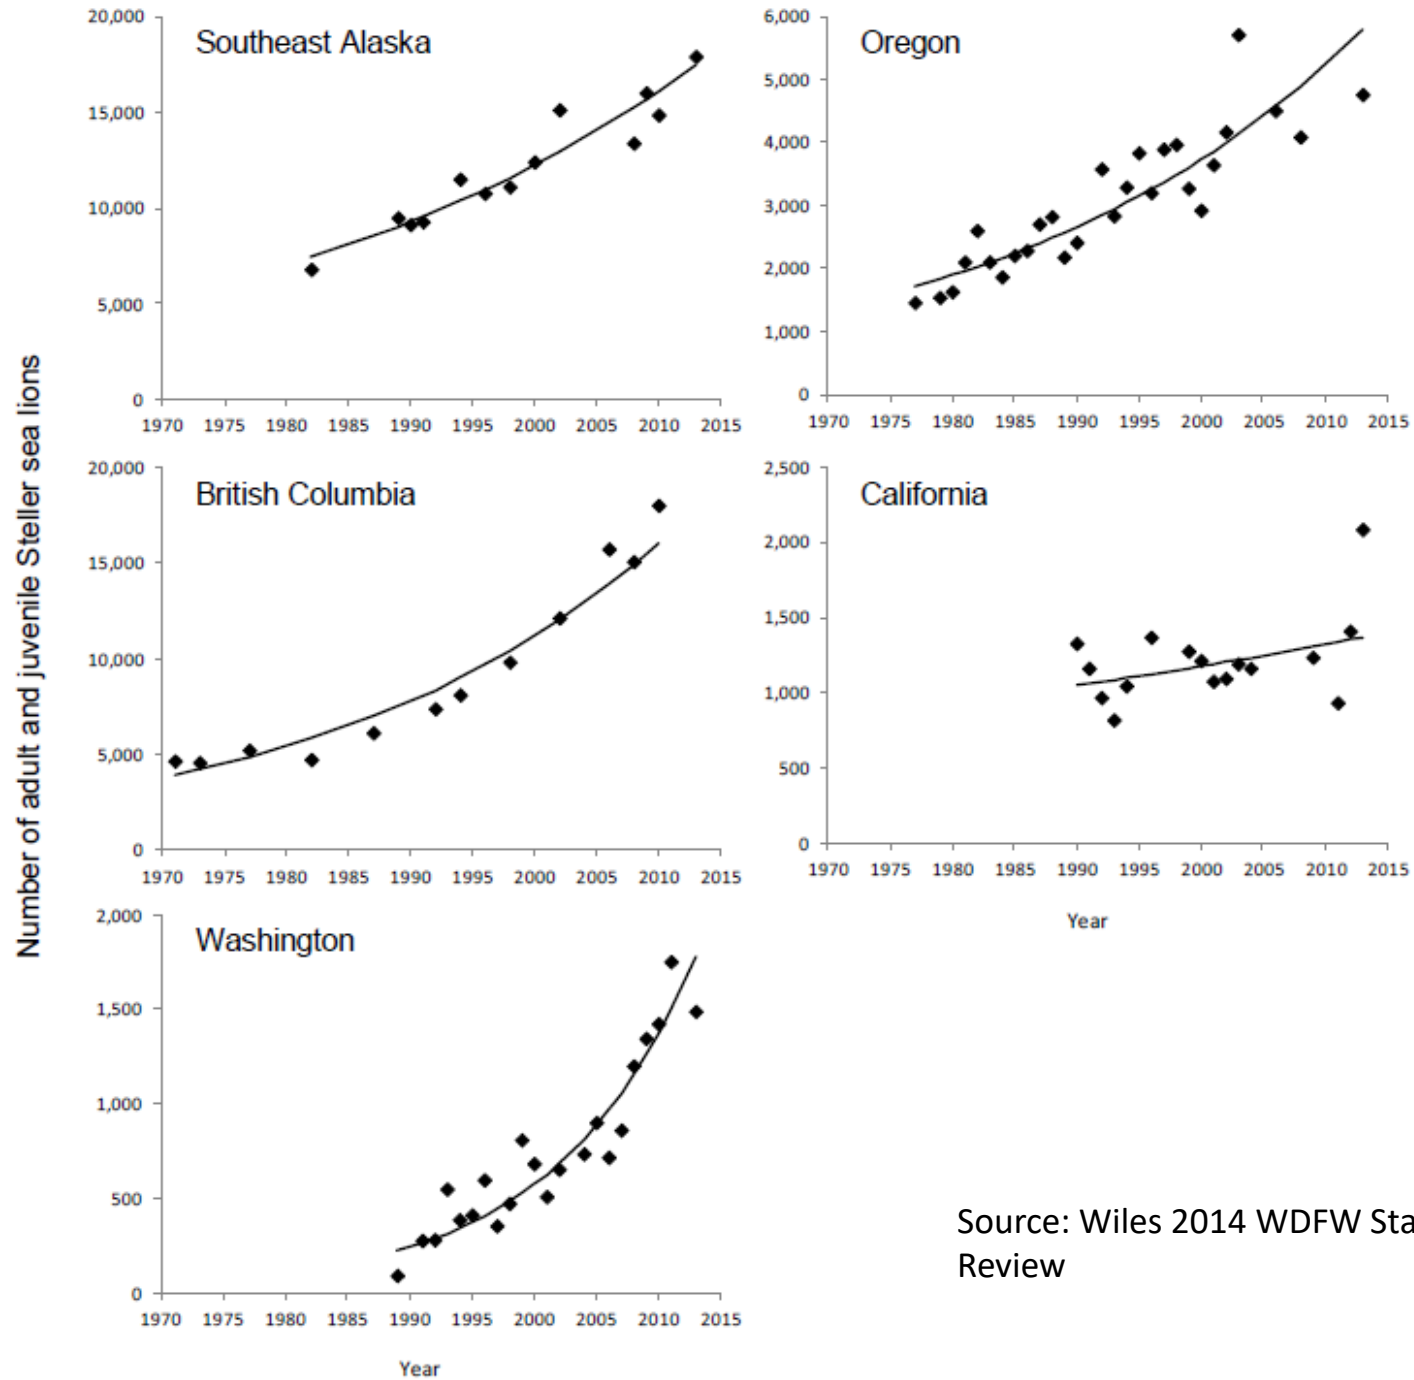 Number of adult and juvenile Steller sea lions
Southeast Alaska
20,000
15,000
10,000
5,000
0
1970 1975 1980 1985 1990 1995 2000 2005 2010 2015
Oregon
6,000
5,000
4,000
3,000
2,000
1,000
0
1970 1975 1980 1985 1990 1995 2000 2005 2010 2015
British Columbia
20,000
15,000
10,000
5,000
0
1970 1975 1980 1985 1990 1995 2000 2005 2010 2015
California
2,500
2,000
1,500
1,000
500
0
1970 1975 1980 1985 1990 1995 2000 2005 2010 2015
Year
Washington
2,000
1,500
1,000
500
0
1970 1975 1980 1985 1990 1995 2000 2005 2010 2015
Year
Source: Wiles 2014 WDFW Sta
Review